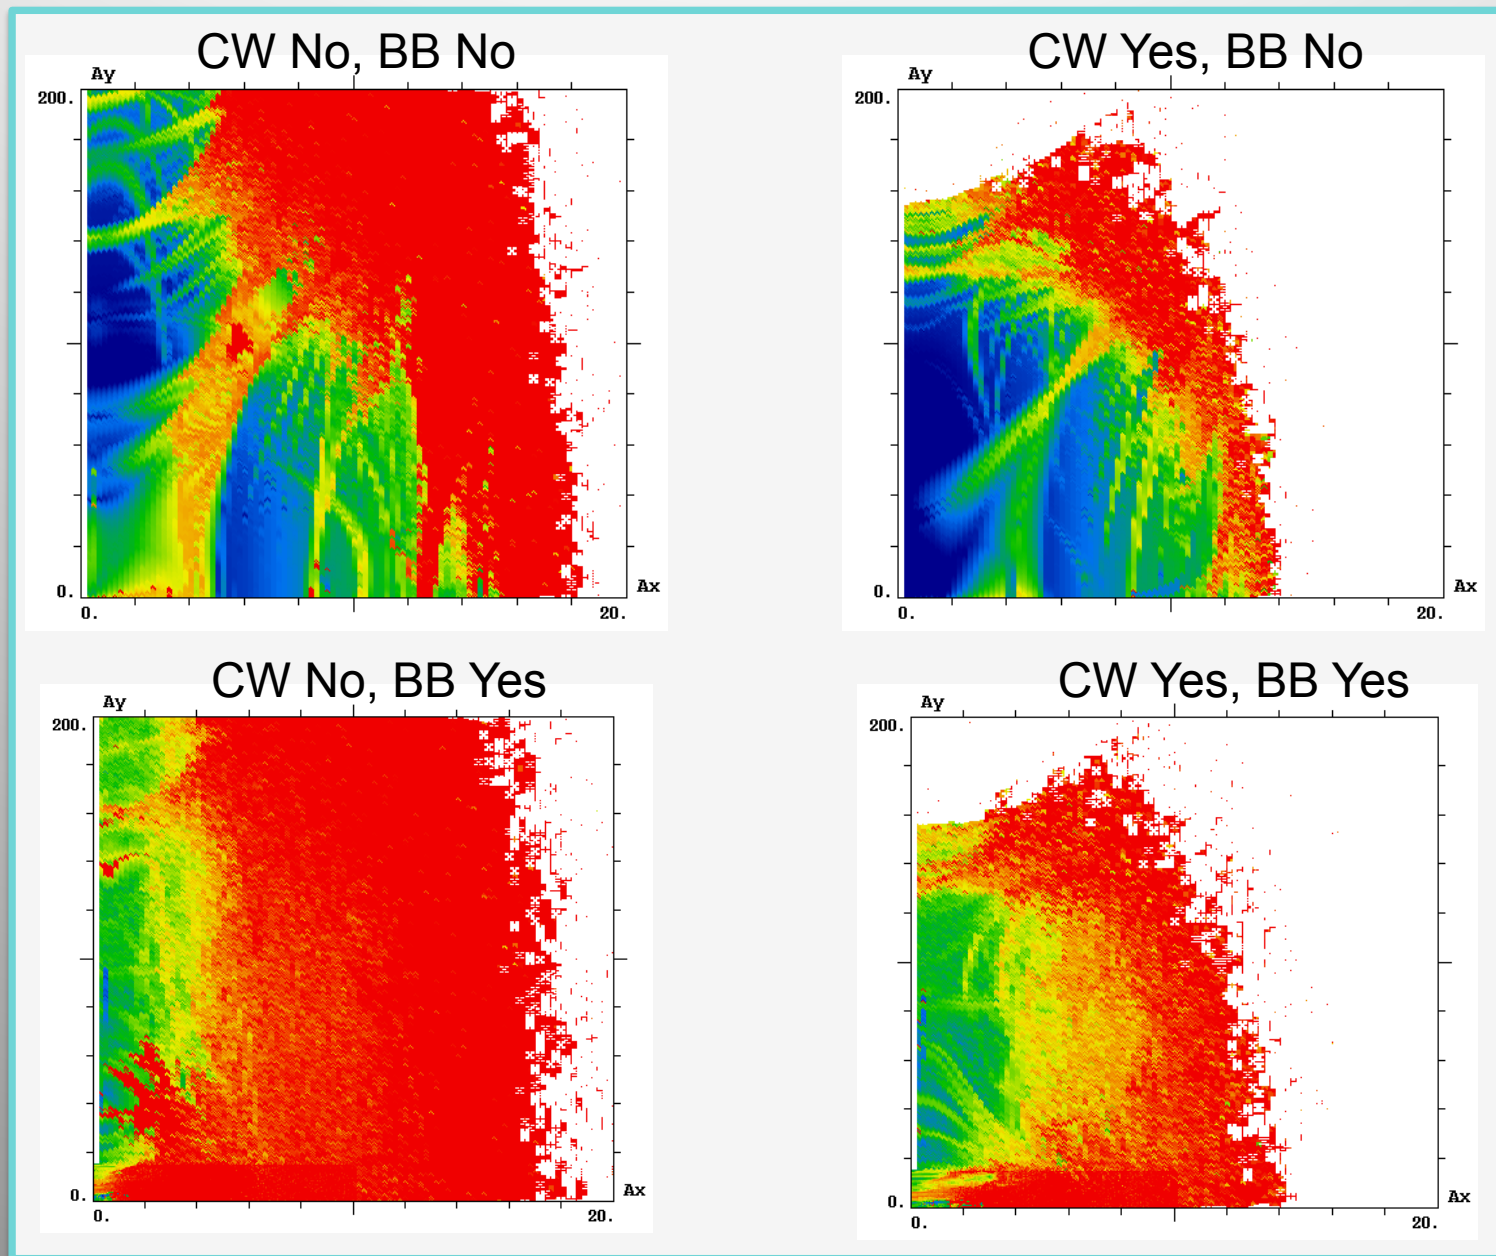 CW No, BB No
Ay
200.
0.
Ax
0.
20.
CW Yes, BB No
Ay
200.
0.
Ax
0.
20.
CW No, BB Yes
Ay
200.
0.
Ax
0.
20.
CW Yes, BB Yes
Ay
200.
0.
Ax
0.
20.